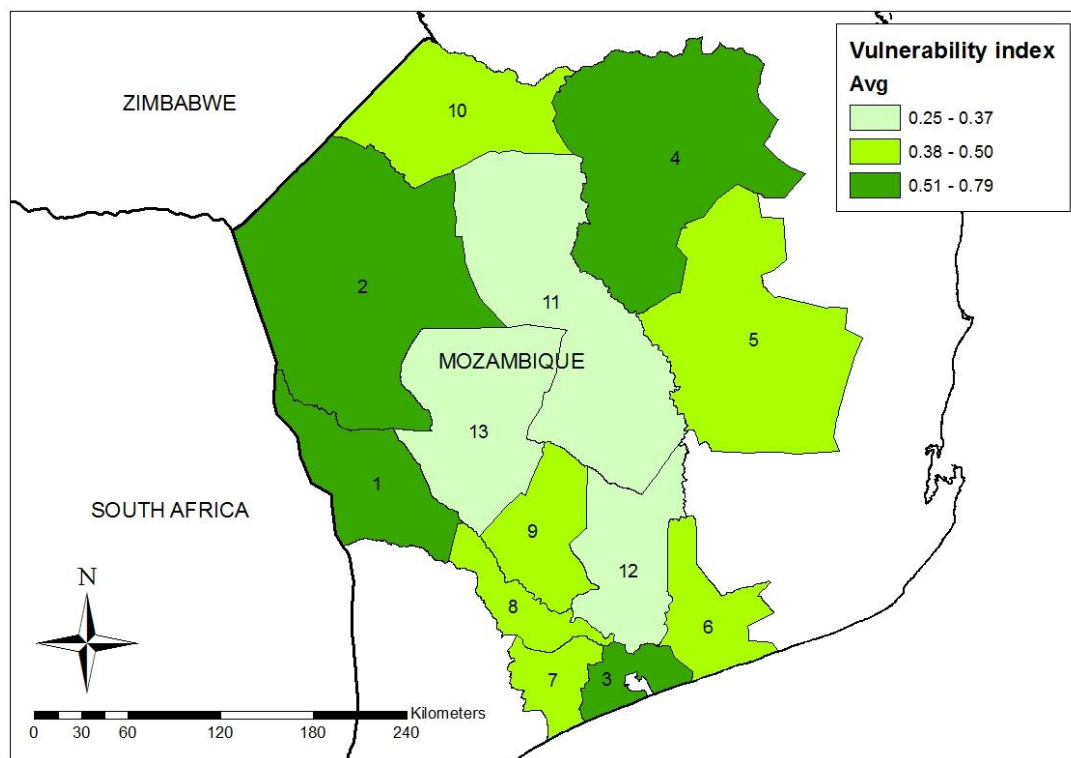 Vulnerability index
Avg
0.25 - 0.37
0.38 - 0.50
0.51 - 0.79
ZIMBABWE
10
4
2
11
5
MOZAMBIQUE
13
1
SOUTH AFRICA
9
12
N
8
6
7
3
Kilometers
0 30 60 120 180 240